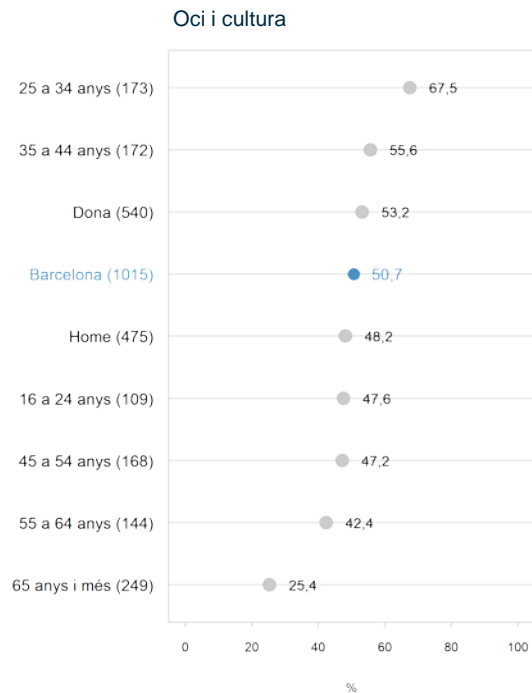 Oci i cultura
25 a 34 anys (173) 67,5
35 a 44 anys (172) 55,6
Dona (540) 53,2
Barcelona (1015) 50,7
Home (475) 48,2
16 a 24 anys (109) 47,6
45 a 54 anys (168) 47,2
55 a 64 anys (144) 42,4
65 anys i més (249) 25,4
0 20 40 60 80 100
%